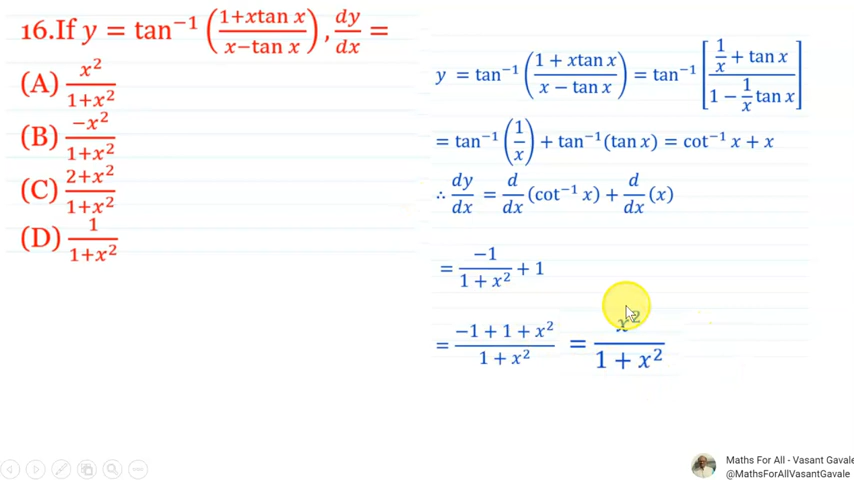 16.If y = tan⁻¹ ((1+xtan x)/(x−tan x)), dy/dx =
(A) x²/(1+x²)
(B) −x²/(1+x²)
(C) (2+x²)/(1+x²)
(D) 1/(1+x²)
y = tan⁻¹ ((1 + xtan x)/(x − tan x)) = tan⁻¹ [(1/x + tan x)/(1 − 1/x tan x)]
= tan⁻¹ (1/x) + tan⁻¹(tan x) = cot⁻¹ x + x
∴ dy/dx = d/dx (cot⁻¹ x) + d/dx (x)
= −1/(1 + x²) + 1
= (−1 + 1 + x²)/(1 + x²) = x²/(1 + x²)
Maths For All - Vasant Gavale
@MathsForAllVasantGavale